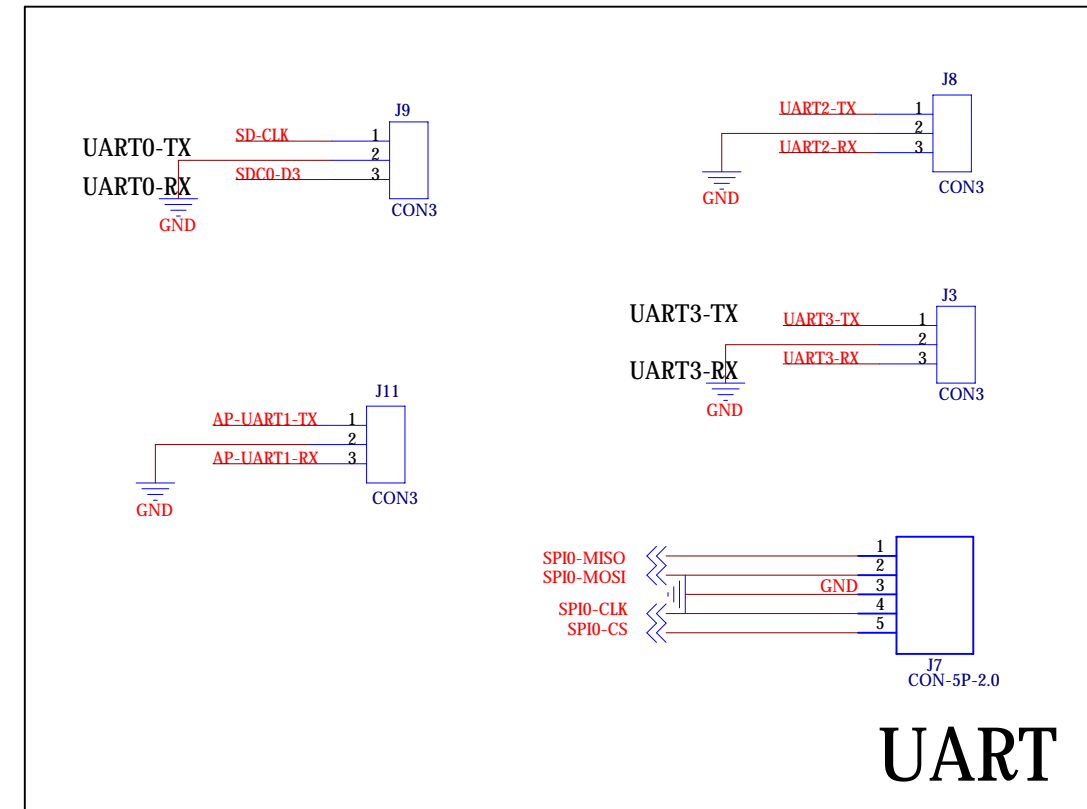 J9
UART0-TX
SD-CLK
1
2
UART0-RX
SDC0-D3
3
GND
CON3
J8
UART2-TX
1
2
UART2-RX
3
GND
CON3
J3
UART3-TX
UART3-TX
1
2
UART3-RX
UART3-RX
3
GND
CON3
J11
AP-UART1-TX
1
2
AP-UART1-RX
3
GND
CON3
SPI0-MISO
1
SPI0-MOSI
2
GND
3
SPI0-CLK
4
SPI0-CS
5
J7
CON-5P-2.0
UART